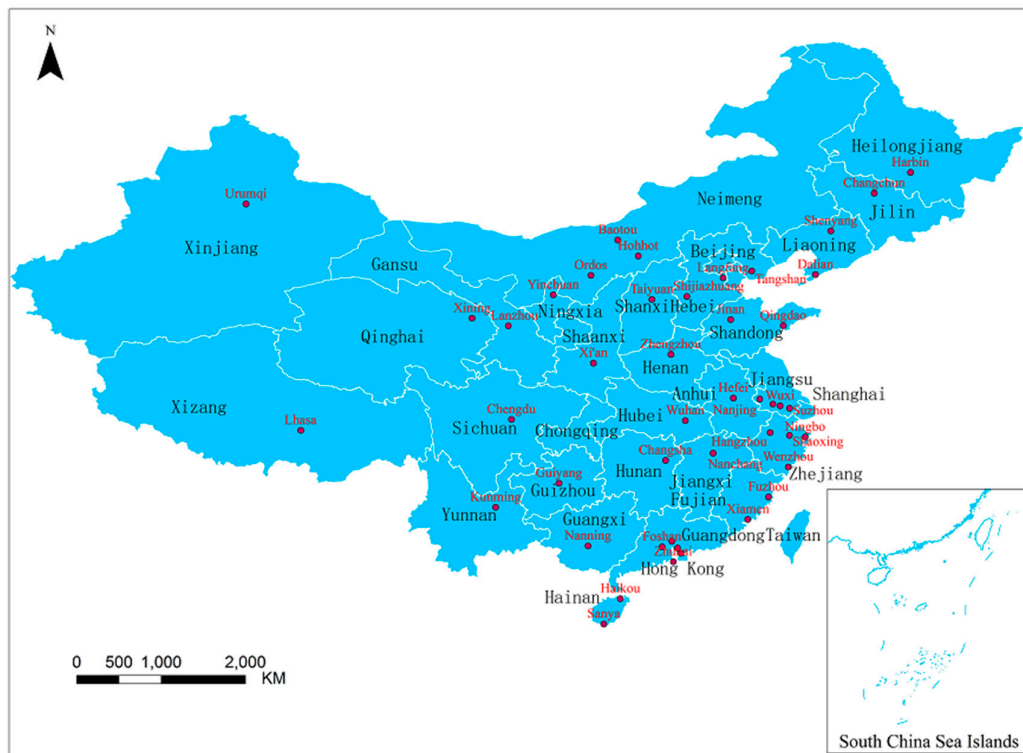 N
Heilongjiang
Harbin
Changchun
Jilin
Urumqi
Neimeng
Shenyang
Liaoning
Baotou
Xinjiang
Hohhot
Beijing
Gansu
Ordos
Langfang
Dalian
Tangshan
Yinchuan
Taiyuan
Shijiazhuang
Xining
Lanzhou
Ningxia
Shanxi
Hebei
Jinan
Qingdao
Qinghai
Shaanxi
Shandong
Zhengzhou
Xi'an
Henan
Jiangsu
Anhui
Hefei
Shanghai
Xizang
Wuxi
Hubei
Wuhan
Nanjing
Suzhou
Lhasa
Chengdu
Sichuan
Chongqing
Ningbo
Hangzhou
Shaoxing
Changsha
Nanchang
Wenzhou
Hunan
Zhejiang
Guiyang
Guizhou
Jiangxi
Fuzhou
Kunming
Fujian
Yunnan
Guangxi
Xiamen
Nanning
Foshan
Guangdong
Taiwan
Hong Kong
Hainan
Haikou
Sanya
0 500 1,000 2,000
KM
South China Sea Islands